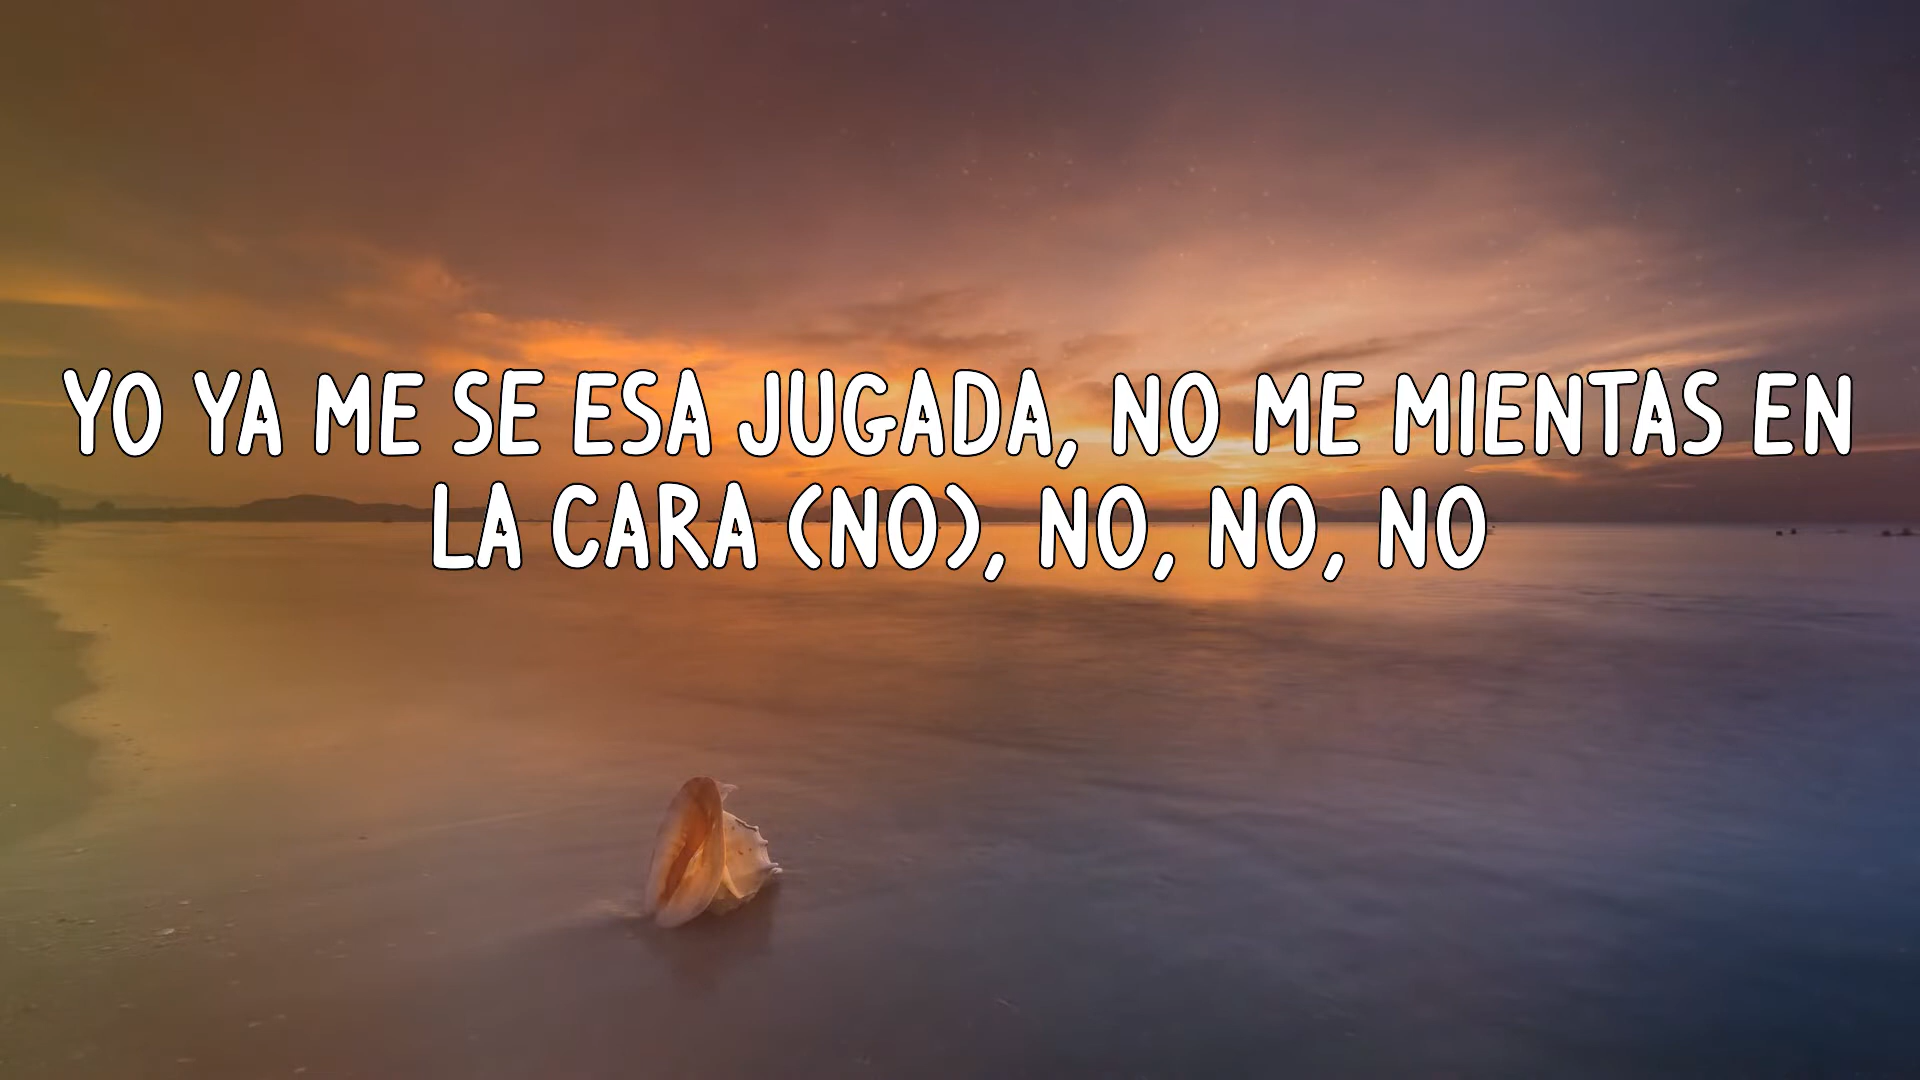 YO YA ME SE ESA JUGADA, NO ME MIENTAS EN
LA CARA (NO), NO, NO, NO